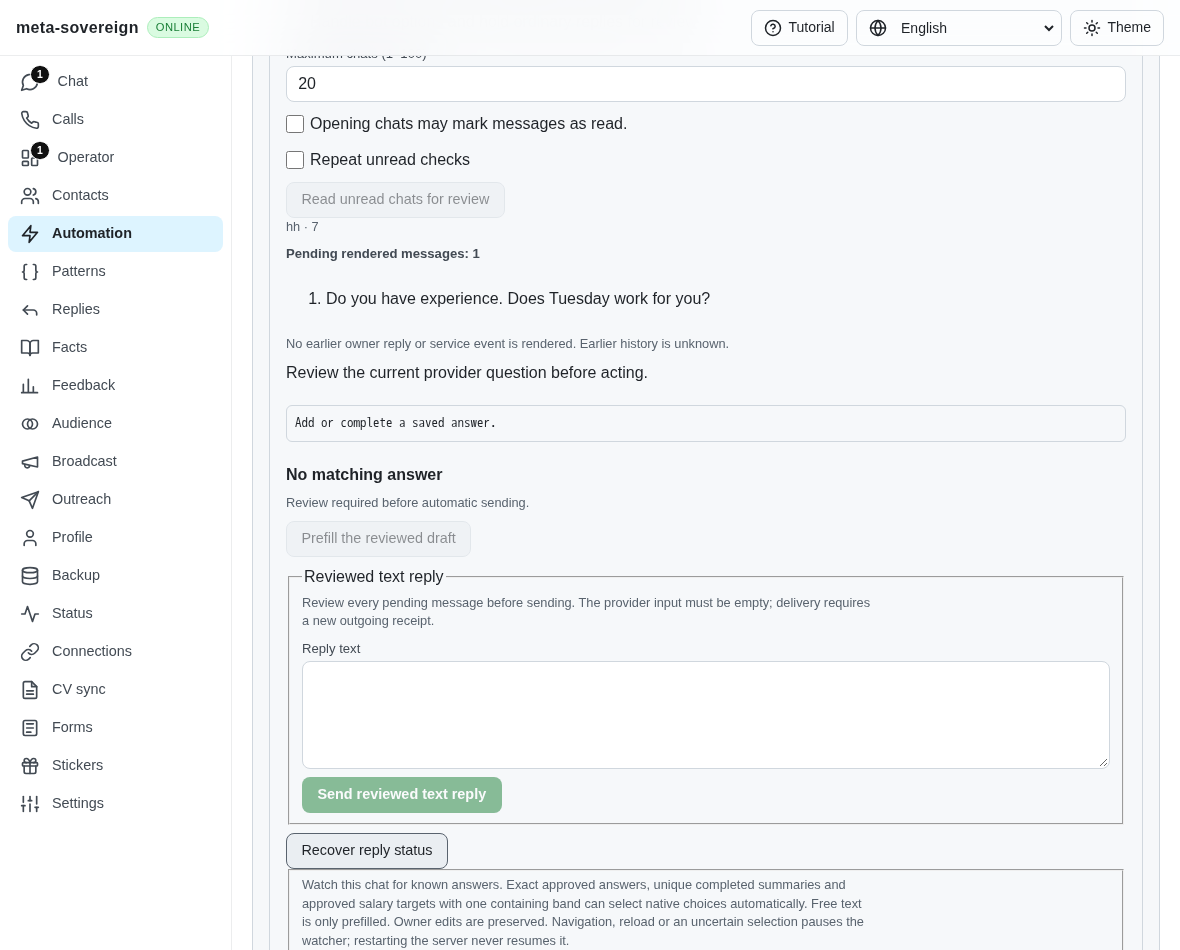 meta-sovereign ONLINE Tutorial English Theme
1 Chat
Calls
1 Operator
Contacts
Automation
Patterns
Replies
Facts
Feedback
Audience
Broadcast
Outreach
Profile
Backup
Status
Connections
CV sync
Forms
Stickers
Settings
Maximum chats (1–100)
20
Opening chats may mark messages as read.
Repeat unread checks
Read unread chats for review
hh · 7
Pending rendered messages: 1
1. Do you have experience. Does Tuesday work for you?
No earlier owner reply or service event is rendered. Earlier history is unknown.
Review the current provider question before acting.
Add or complete a saved answer.
No matching answer
Review required before automatic sending.
Prefill the reviewed draft
Reviewed text reply
Review every pending message before sending. The provider input must be empty; delivery requires
a new outgoing receipt.
Reply text
Send reviewed text reply
Recover reply status
Watch this chat for known answers. Exact approved answers, unique completed summaries and
approved salary targets with one containing band can select native choices automatically. Free text
is only prefilled. Owner edits are preserved. Navigation, reload or an uncertain selection pauses the
watcher; restarting the server never resumes it.